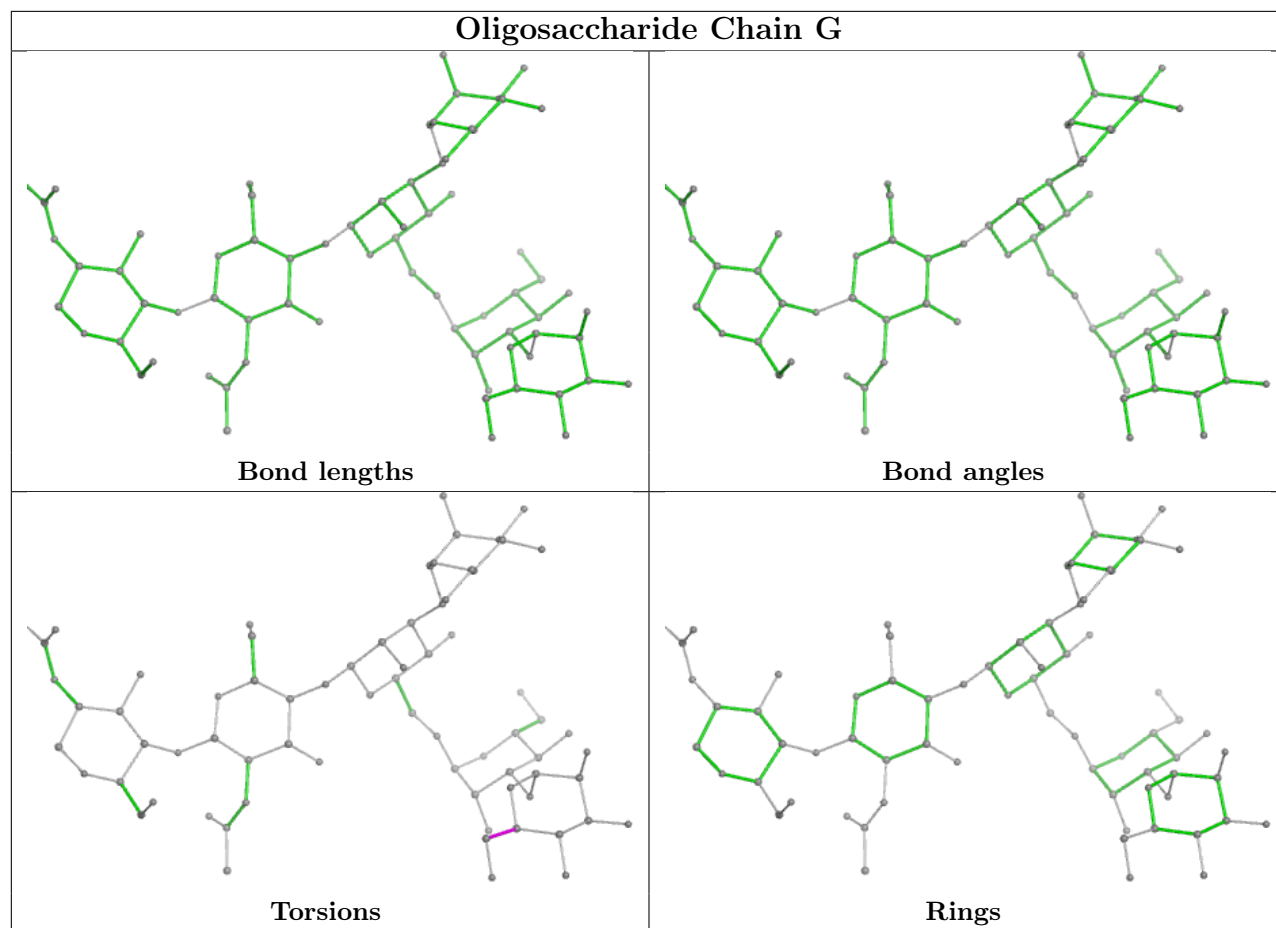 Oligosaccharide Chain G
Bond lengths
Bond angles
Torsions
Rings